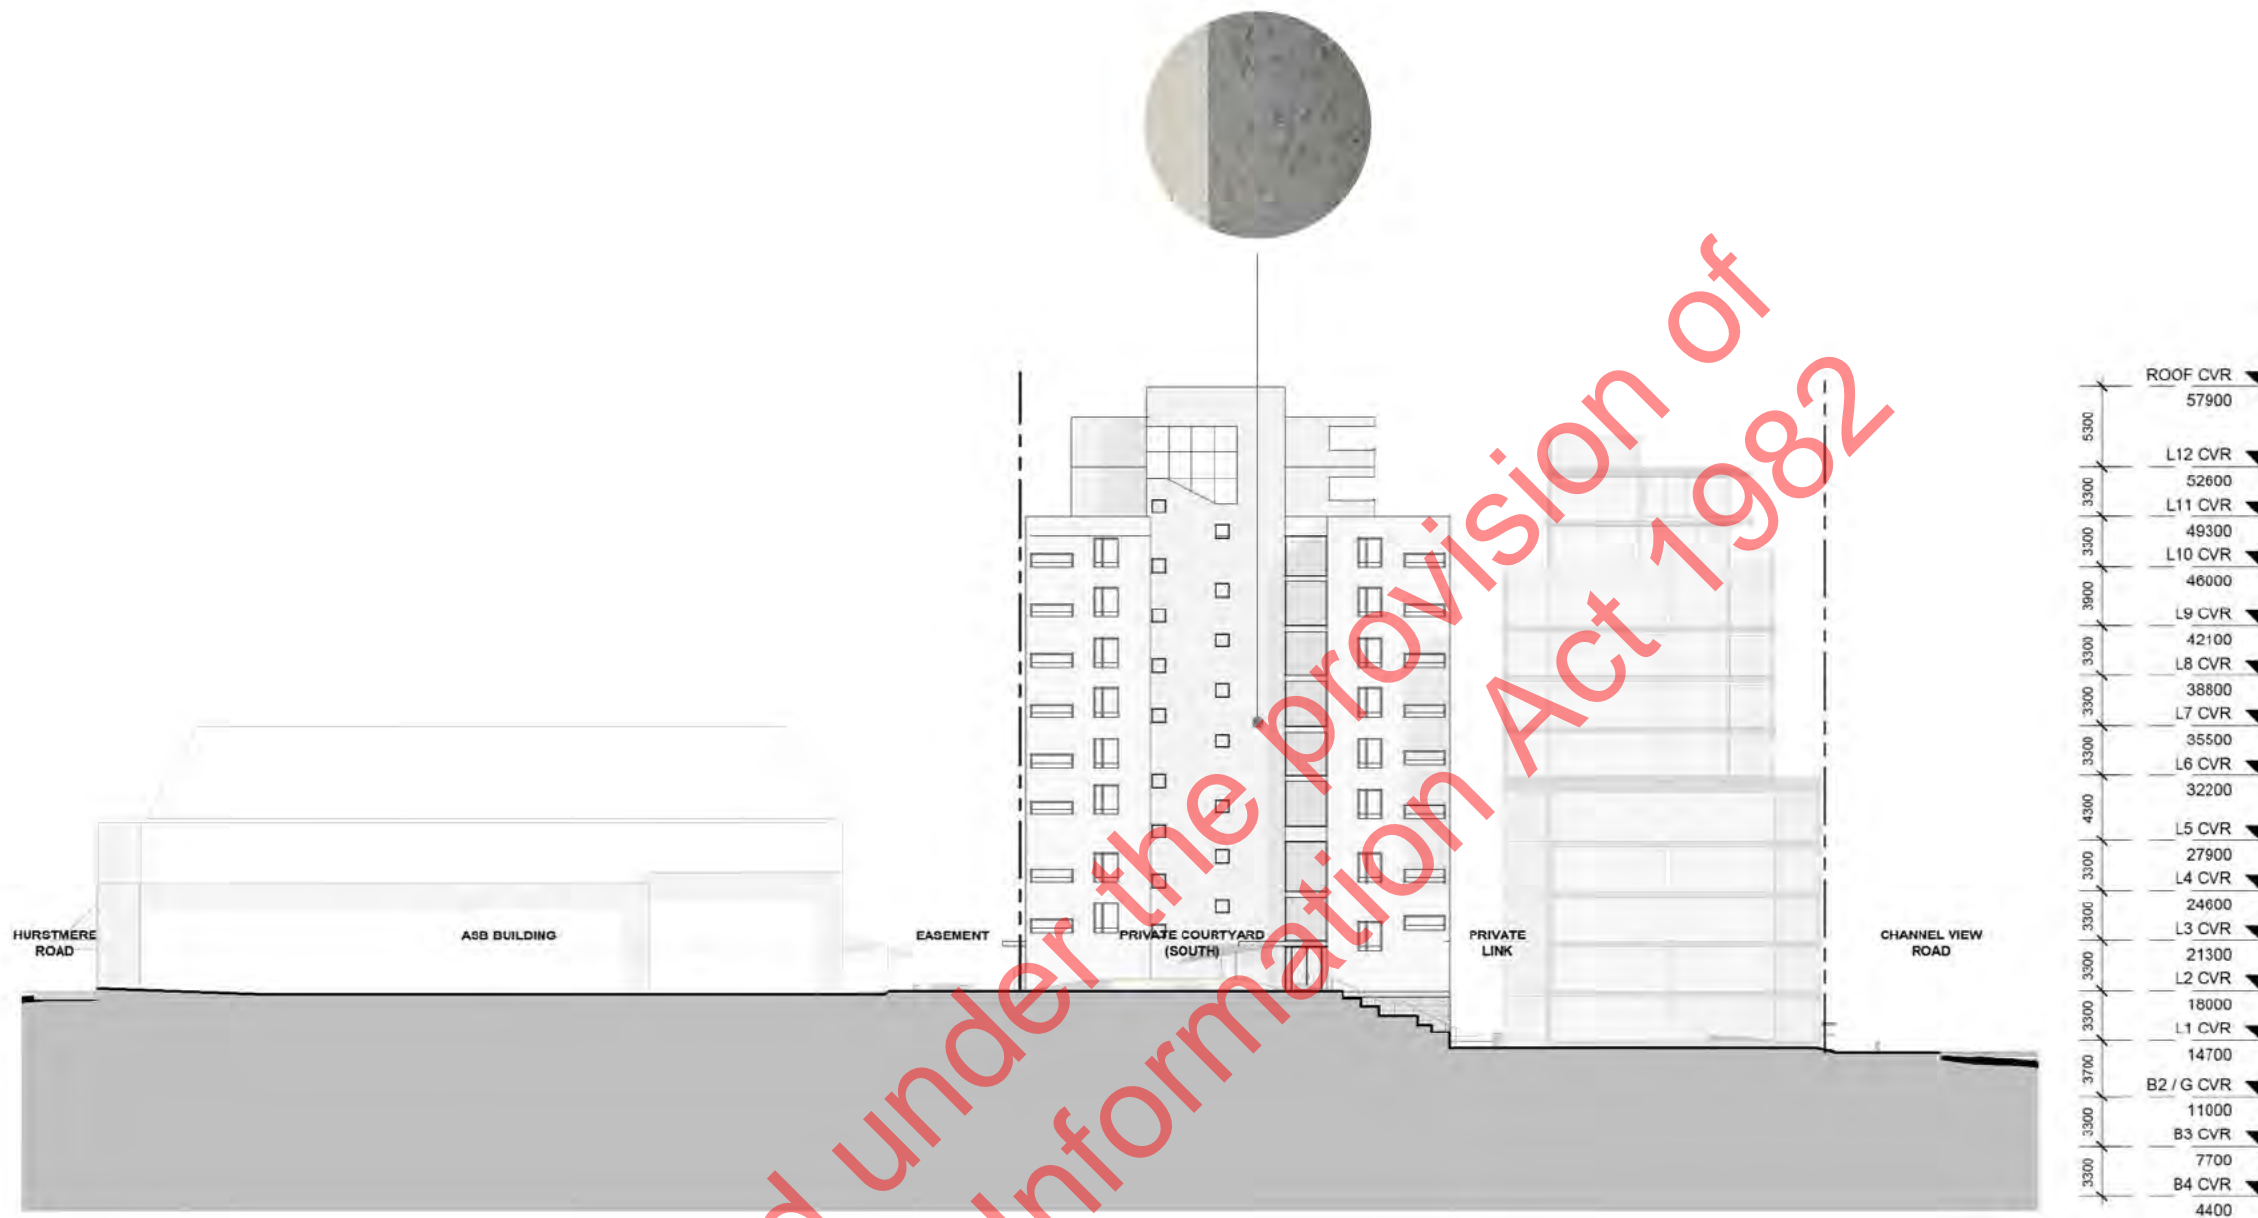 ROOF CVR
57900
5300
L12 CVR
52600
3300
L11 CVR
49300
3300
L10 CVR
46000
3900
L9 CVR
42100
3300
L8 CVR
38800
3300
L7 CVR
35500
3300
L6 CVR
32200
4300
L5 CVR
27900
3300
L4 CVR
24600
3300
L3 CVR
21300
3300
L2 CVR
18000
3300
L1 CVR
14700
3700
B2 / G CVR
11000
3300
B3 CVR
7700
3300
B4 CVR
4400
HURSTMERE
ROAD
ASB BUILDING
EASEMENT
PRIVATE COURTYARD
(SOUTH)
PRIVATE
LINK
CHANNEL VIEW
ROAD
under the provision of
Information Act 1982